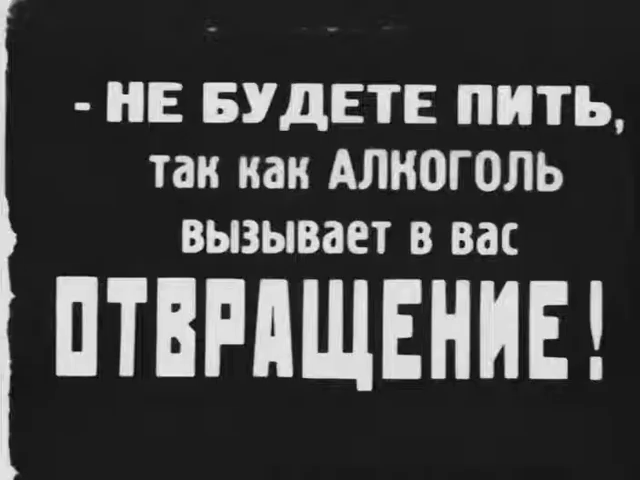 - НЕ БУДЕТЕ ПИТЬ,
так как АЛКОГОЛЬ
вызывает в вас
ОТВРАЩЕНИЕ!